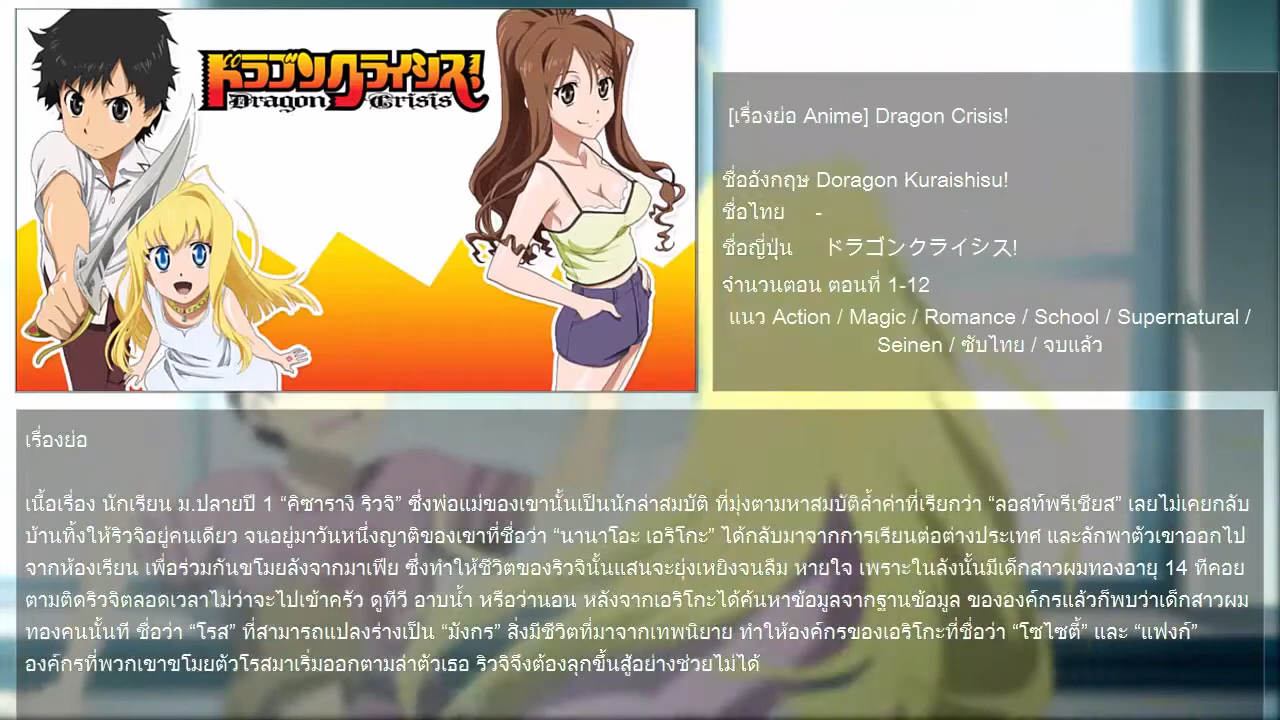 ドラゴンクライシス!
Dragon Crisis
[เรื่องย่อ Anime] Dragon Crisis!
ชื่ออังกฤษ Doragon Kuraishisu!
ชื่อไทย -
ชื่อญี่ปุ่น ドラゴンクライシス!
จำนวนตอน ตอนที่ 1-12
แนว Action / Magic / Romance / School / Supernatural /
Seinen / ซับไทย / จบแล้ว
เรื่องย่อ
เนื้อเรื่อง นักเรียน ม.ปลายปี 1 “คิซารางิ ริวจิ” ซึ่งพ่อแม่ของเขานั้นเป็นนักล่าสมบัติ ที่มุ่งตามหาสมบัติล้ำค่าที่เรียกว่า “ลอสท์พรีเชียส” เลยไม่เคยกลับ
บ้านทิ้งให้ริวจิอยู่คนเดียว จนอยู่มาวันหนึ่งญาติของเขาที่ชื่อว่า “นานาโอะ เอริโกะ” ได้กลับมาจากการเรียนต่อต่างประเทศ และลักพาตัวเขาออกไป
จากห้องเรียน เพื่อร่วมกันขโมยลังจากมาเฟีย ซึ่งทำให้ชีวิตของริวจินั้นแสนจะยุ่งเหยิงจนลืม หายใจ เพราะในลังนั้นมีเด็กสาวผมทองอายุ 14 ทีคอย
ตามติดริวจิตลอดเวลาไม่ว่าจะไปเข้าครัว ดูทีวี อาบน้ำ หรือว่านอน หลังจากเอริโกะได้ค้นหาข้อมูลจากฐานข้อมูล ขององค์กรแล้วก็พบว่าเด็กสาวผม
ทองคนนั้นที ชื่อว่า “โรส” ที่สามารถแปลงร่างเป็น “มังกร” สิ่งมีชีวิตที่มาจากเทพนิยาย ทำให้องค์กรของเอริโกะที่ชื่อว่า “โซไซตี้” และ “แฟงก์”
องค์กรที่พวกเขาขโมยตัวโรสมาเริ่มออกตามล่าตัวเธอ ริวจิจึงต้องลุกขึ้นสู้อย่างช่วยไม่ได้